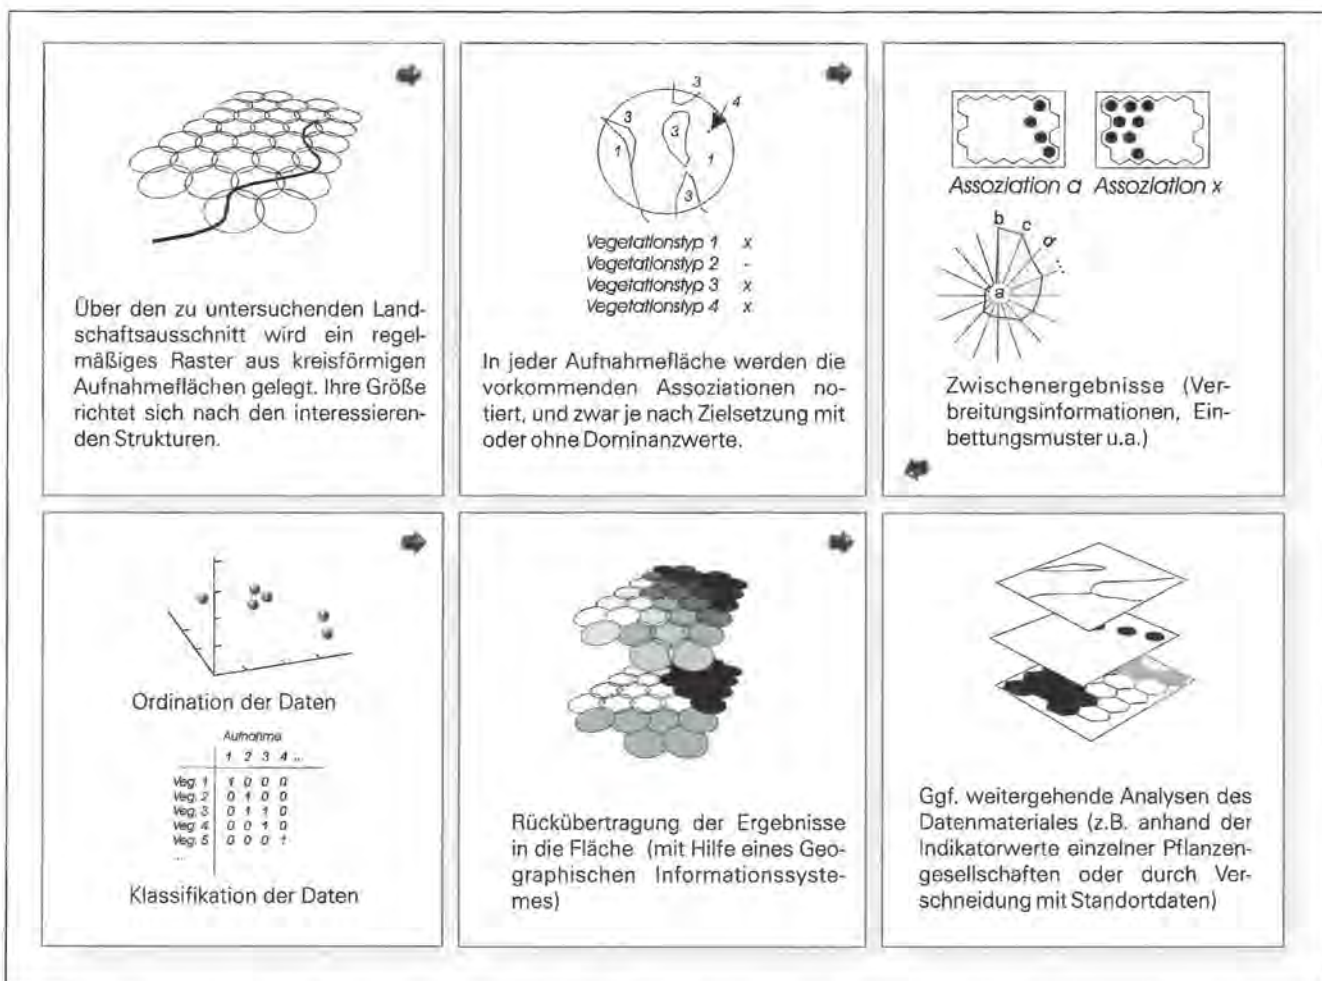 3
4
3
3
1
1
3
Vegetationstyp 1 x
Vegetationstyp 2 -
Vegetationstyp 3 x
Vegetationstyp 4 x
Assoziation a Assoziation x
b
c
d
...
a
Über den zu untersuchenden Land-
schaftsausschnitt wird ein regel-
mäßiges Raster aus kreisförmigen
Aufnahmeflächen gelegt. Ihre Größe
richtet sich nach den interessieren-
den Strukturen.
In jeder Aufnahmefläche werden die
vorkommenden Assoziationen no-
tiert, und zwar je nach Zielsetzung mit
oder ohne Dominanzwerte.
Zwischenergebnisse (Ver-
breitungsinformationen, Ein-
bettungsmuster u.a.)
Ordination der Daten
Aufnahme
1 2 3 4 ...
Veg. 1 1 0 0 0
Veg. 2 0 1 0 0
Veg. 3 0 1 1 0
Veg. 4 0 0 1 0
Veg. 5 0 0 0 1
...
Klassifikation der Daten
Rückübertragung der Ergebnisse
in die Fläche (mit Hilfe eines Geo-
graphischen Informationssyste-
mes)
Ggf. weitergehende Analysen des
Datenmateriales (z.B. anhand der
Indikatorwerte einzelner Pflanzen-
gesellschaften oder durch Ver-
schneidung mit Standortdaten)